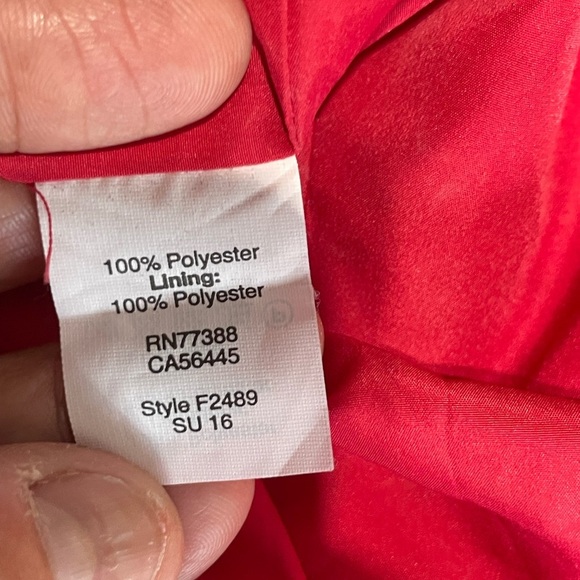 100% Polyester
Lining:
100% Polyester
RN77388
CA56445
Style F2489
SU 16